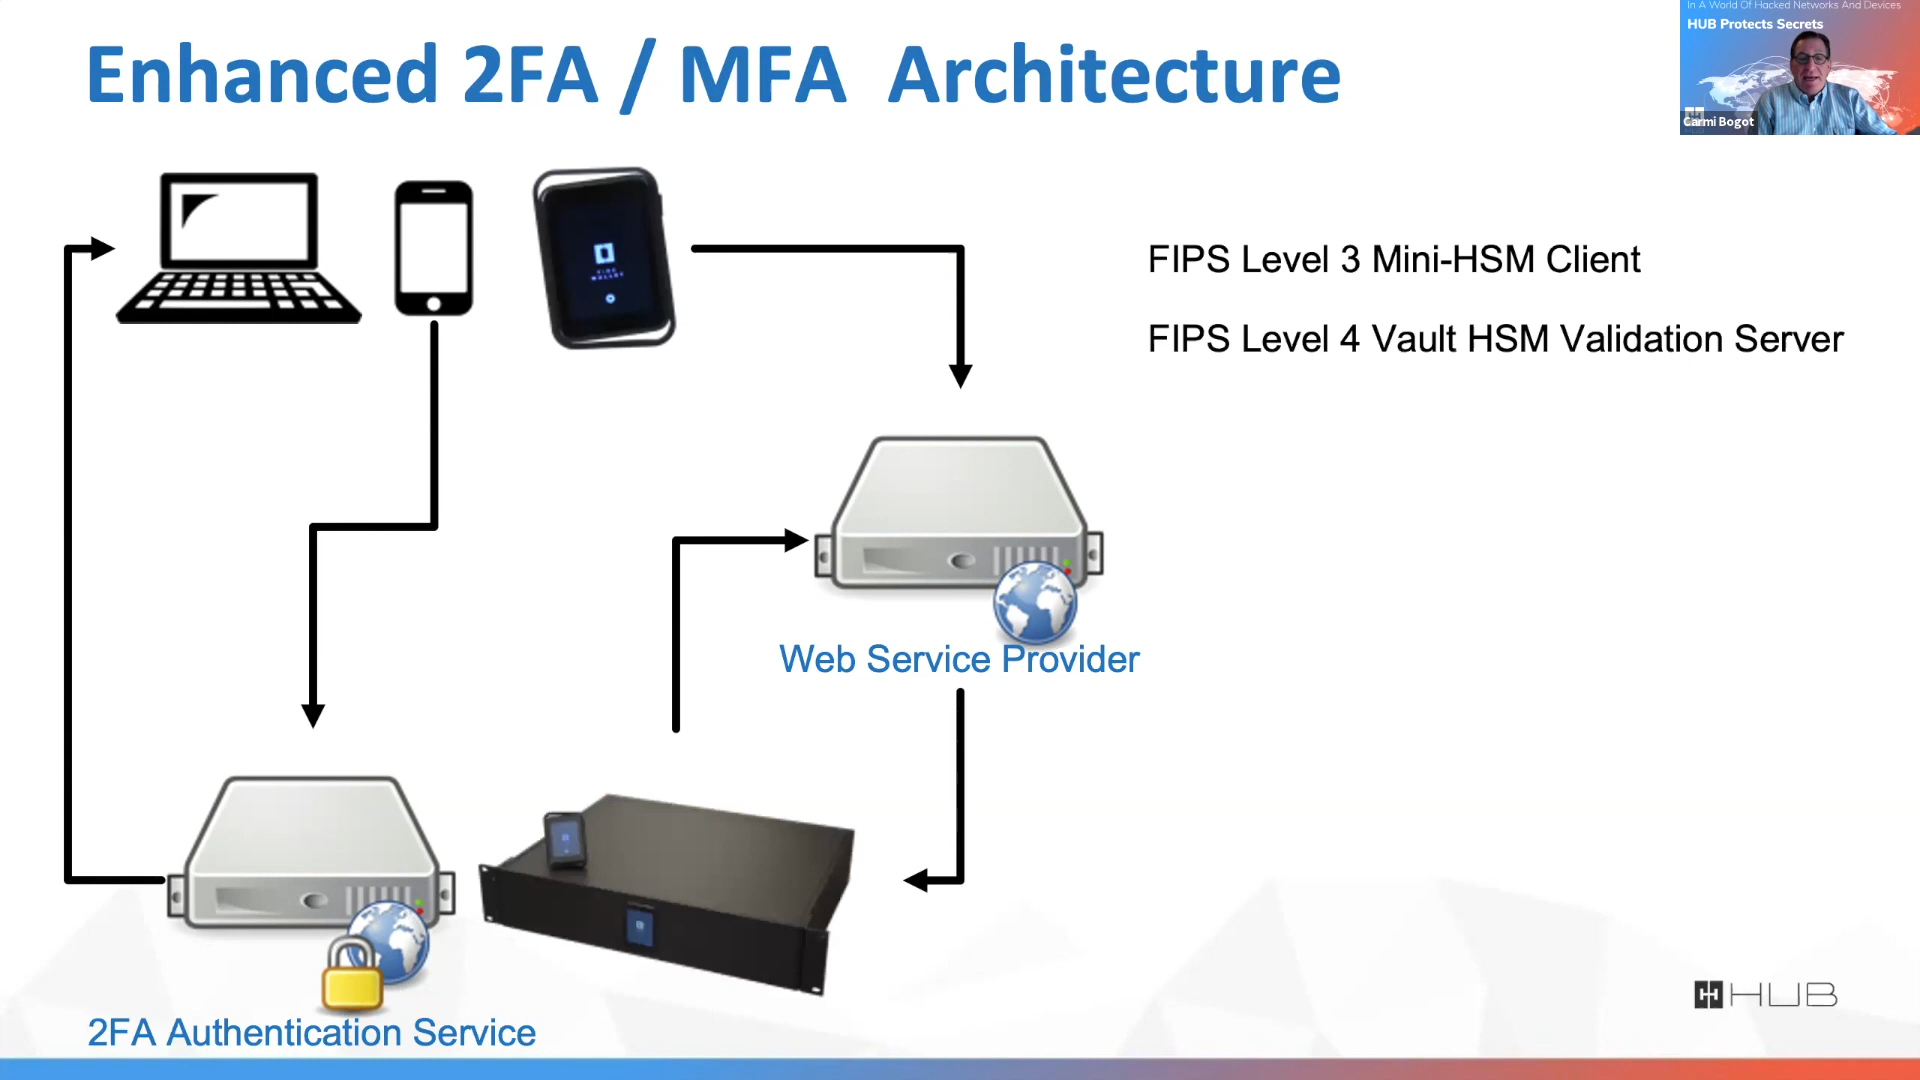 In A World Of Hacked Networks And Devices
HUB Protects Secrets
Carmi Bogot
Enhanced 2FA / MFA Architecture
FIPS Level 3 Mini-HSM Client
FIPS Level 4 Vault HSM Validation Server
Web Service Provider
2FA Authentication Service
HUB